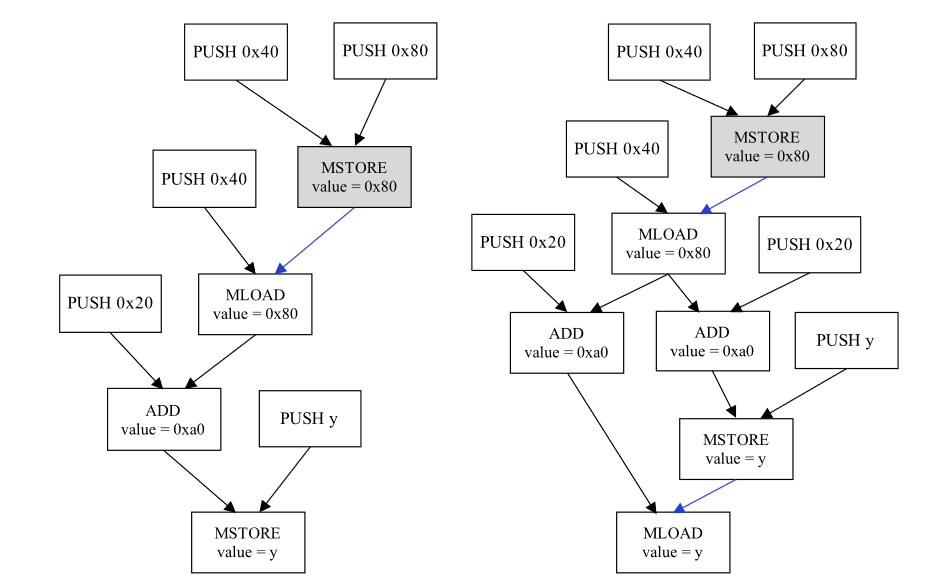 PUSH 0x40
PUSH 0x80
MSTORE
value = 0x80
PUSH 0x40
MLOAD
value = 0x80
PUSH 0x20
ADD
value = 0xa0
PUSH y
MSTORE
value = y
PUSH 0x40
PUSH 0x80
MSTORE
value = 0x80
PUSH 0x40
MLOAD
value = 0x80
PUSH 0x20
PUSH 0x20
ADD
value = 0xa0
ADD
value = 0xa0
PUSH y
MSTORE
value = y
MLOAD
value = y